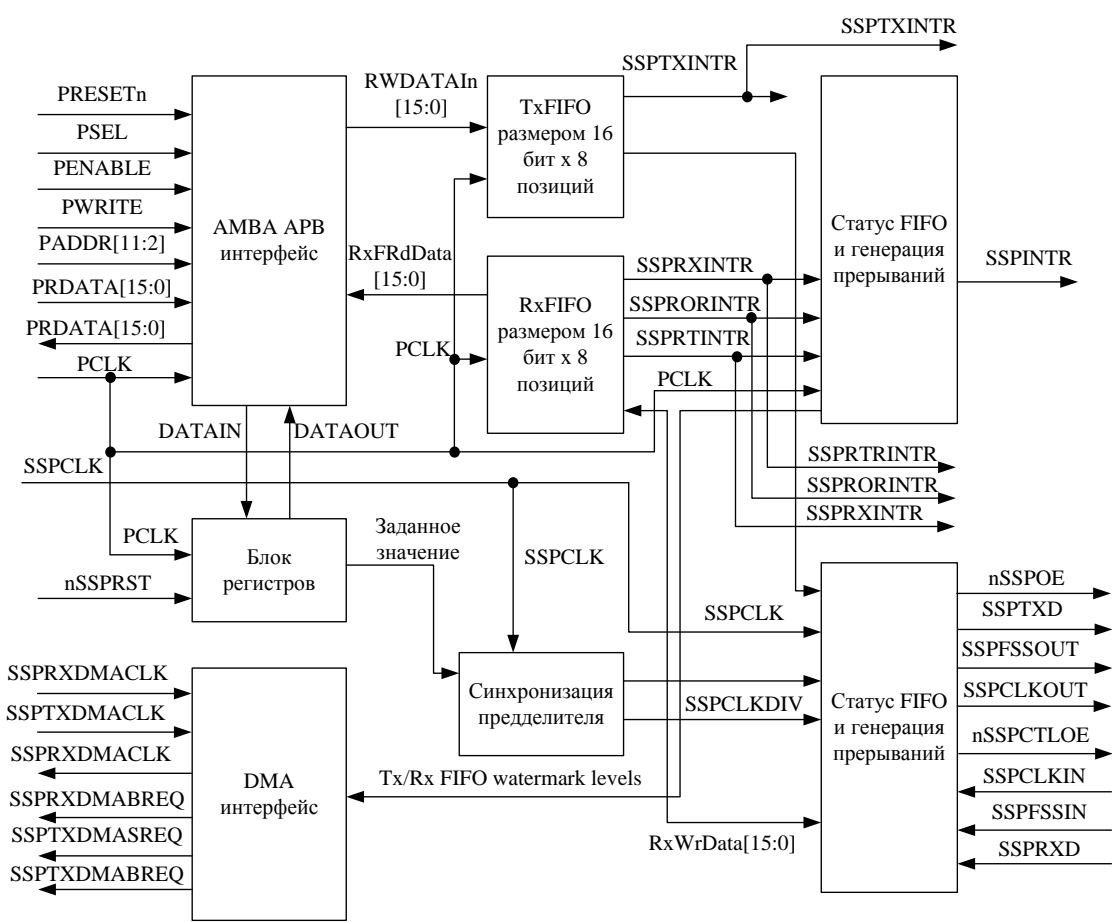 SSPTXINTR
SSPTXINTR
PRESETn
PSEL
PENABLE
PWRITE
PADDR[11:2]
PRDATA[15:0]
PRDATA[15:0]
PCLK
AMBA APB
интерфейс
RWDATAIn
[15:0]
RxFRdData
[15:0]
TxFIFO
размером 16
бит x 8
позиций
RxFIFO
размером 16
бит x 8
позиций
PCLK
SSPRXINTR
SSPRORINTR
SSPRTINTR
PCLK
Статус FIFO
и генерация
прерываний
SSPINTR
DATAIN
DATAOUT
SSPCLK
SSPRTRINTR
SSPRORINTR
SSPRXINTR
PCLK
nSSPRST
Блок
регистров
Заданное
значение
SSPCLK
SSPCLK
Синхронизация
предделителя
SSPCLKDIV
Статус FIFO
и генерация
прерываний
nSSPOE
SSPTXD
SSPFSSOUT
SSPCLKOUT
nSSPCTLOE
SSPCLKIN
SSPFSSIN
SSPRXD
SSPRXDMACLK
SSPTXDMACLK
SSPRXDMACLK
SSPRXDMABREQ
SSPTXDMASREQ
SSPTXDMABREQ
DMA
интерфейс
Tx/Rx FIFO watermark levels
RxWrData[15:0]